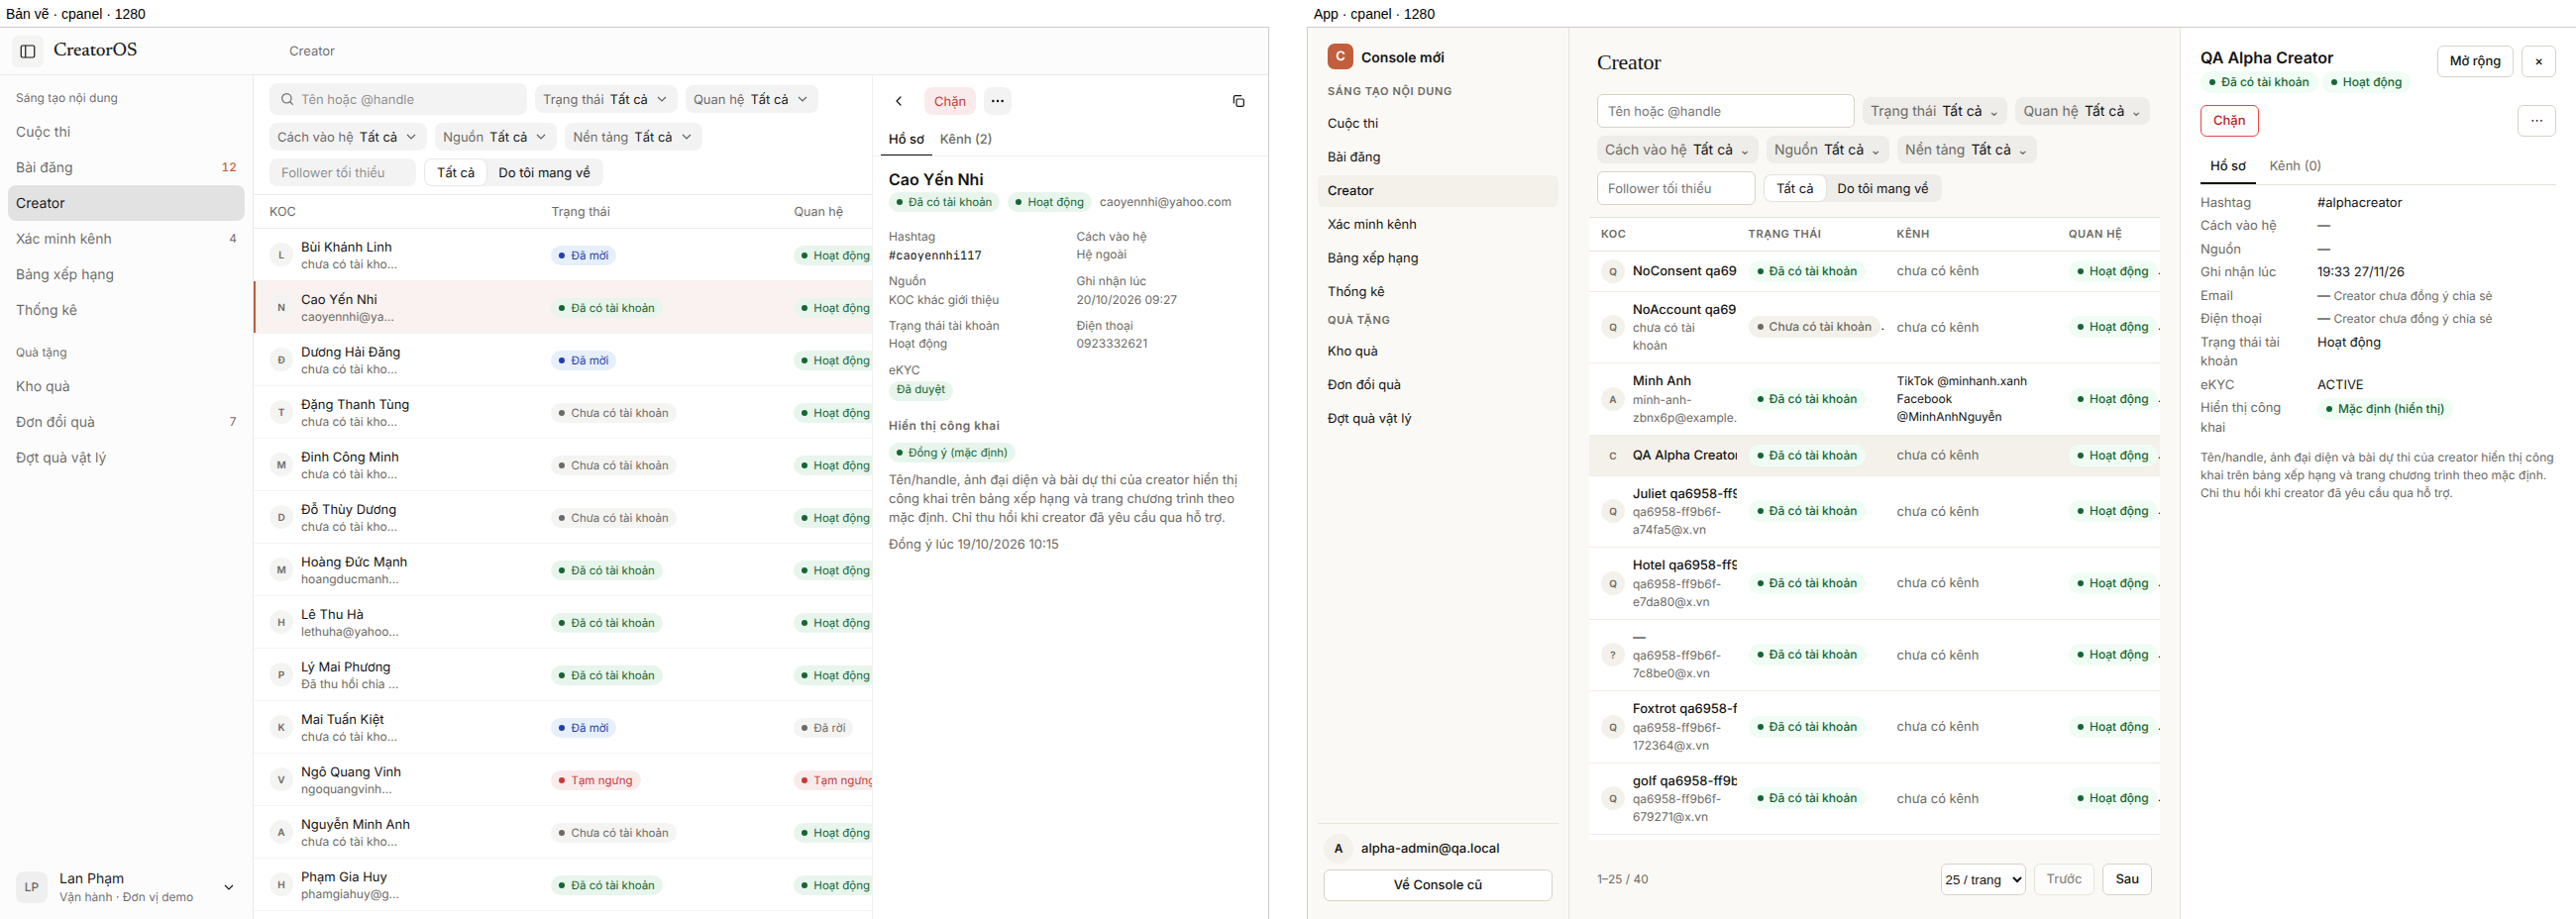 Bản vẽ · cpanel · 1280
CreatorOS
Creator
Sáng tạo nội dung
Cuộc thi
Bài đăng 12
Creator
Xác minh kênh 4
Bảng xếp hạng
Thống kê
Quà tặng
Kho quà
Đơn đổi quà 7
Đợt quà vật lý
LP
Lan Phạm
Vận hành · Đơn vị demo
Tên hoặc @handle
Trạng thái Tất cả
Quan hệ Tất cả
Cách vào hệ Tất cả
Nguồn Tất cả
Nền tảng Tất cả
Follower tối thiểu
Tất cả
Do tôi mang về
KOC Trạng thái Quan hệ
L Bùi Khánh Linh Đã mời Hoạt động
chưa có tài kho...
N Cao Yến Nhi Đã có tài khoản Hoạt động
caoyennhi@ya...
Đ Dương Hải Đăng Đã mời Hoạt động
chưa có tài kho...
T Đặng Thanh Tùng Chưa có tài khoản Hoạt động
chưa có tài kho...
M Đinh Công Minh Chưa có tài khoản Hoạt động
chưa có tài kho...
D Đỗ Thùy Dương Chưa có tài khoản Hoạt động
chưa có tài kho...
M Hoàng Đức Mạnh Đã có tài khoản Hoạt động
hoangducmanh...
H Lê Thu Hà Đã có tài khoản Hoạt động
lethuha@yahoo...
P Lý Mai Phương Đã có tài khoản Hoạt động
Đã thu hồi chia ...
K Mai Tuấn Kiệt Đã mời Đã rời
chưa có tài kho...
V Ngô Quang Vinh Tạm ngưng Tạm ngưng
ngoquangvinh...
A Nguyễn Minh Anh Chưa có tài khoản Hoạt động
chưa có tài kho...
H Phạm Gia Huy Đã có tài khoản Hoạt động
phamgiahuy@g...
Chặn ...
Hồ sơ Kênh (2)
Cao Yến Nhi
Đã có tài khoản Hoạt động caoyennhi@yahoo.com
Hashtag Cách vào hệ
#caoyennhi117 Hệ ngoài
Nguồn Ghi nhận lúc
KOC khác giới thiệu 20/10/2026 09:27
Trạng thái tài khoản Điện thoại
Hoạt động 0923332621
eKYC
Đã duyệt
Hiển thị công khai
Đồng ý (mặc định)
Tên/handle, ảnh đại diện và bài dự thi của creator hiển thị
công khai trên bảng xếp hạng và trang chương trình theo
mặc định. Chỉ thu hồi khi creator đã yêu cầu qua hỗ trợ.
Đồng ý lúc 19/10/2026 10:15
App · cpanel · 1280
C Console mới
SÁNG TẠO NỘI DUNG
Cuộc thi
Bài đăng
Creator
Xác minh kênh
Bảng xếp hạng
Thống kê
QUÀ TẶNG
Kho quà
Đơn đổi quà
Đợt quà vật lý
A alpha-admin@qa.local
Về Console cũ
Creator
Tên hoặc @handle
Trạng thái Tất cả
Quan hệ Tất cả
Cách vào hệ Tất cả
Nguồn Tất cả
Nền tảng Tất cả
Follower tối thiểu
Tất cả
Do tôi mang về
KOC TRẠNG THÁI KÊNH QUAN HỆ
Q NoConsent qa69 Đã có tài khoản chưa có kênh Hoạt động
Q NoAccount qa69 Chưa có tài khoản chưa có kênh Hoạt động
chưa có tài
khoản
A Minh Anh Đã có tài khoản TikTok @minhanh.xanh Hoạt động
minh-anh- Facebook
zbnx6p@example. @MinhAnhNguyễn
C QA Alpha Creator Đã có tài khoản chưa có kênh Hoạt động
Q Juliet qa6958-ff9 Đã có tài khoản chưa có kênh Hoạt động
qa6958-ff9b6f-
a74fa5@x.vn
Q Hotel qa6958-ff9 Đã có tài khoản chưa có kênh Hoạt động
qa6958-ff9b6f-
e7da80@x.vn
? — Đã có tài khoản chưa có kênh Hoạt động
qa6958-ff9b6f-
7c8be0@x.vn
Q Foxtrot qa6958-f Đã có tài khoản chưa có kênh Hoạt động
qa6958-ff9b6f-
172364@x.vn
Q golf qa6958-ff9b Đã có tài khoản chưa có kênh Hoạt động
qa6958-ff9b6f-
679271@x.vn
1–25 / 40
25 / trang
Trước
Sau
QA Alpha Creator
Mở rộng ×
Đã có tài khoản Hoạt động
Chặn ...
Hồ sơ Kênh (0)
Hashtag #alphacreator
Cách vào hệ —
Nguồn —
Ghi nhận lúc 19:33 27/11/26
Email — Creator chưa đồng ý chia sẻ
Điện thoại — Creator chưa đồng ý chia sẻ
Trạng thái tài Hoạt động
khoản
eKYC ACTIVE
Hiển thị công Mặc định (hiển thị)
khai
Tên/handle, ảnh đại diện và bài dự thi của creator hiển thị công
khai trên bảng xếp hạng và trang chương trình theo mặc định.
Chỉ thu hồi khi creator đã yêu cầu qua hỗ trợ.